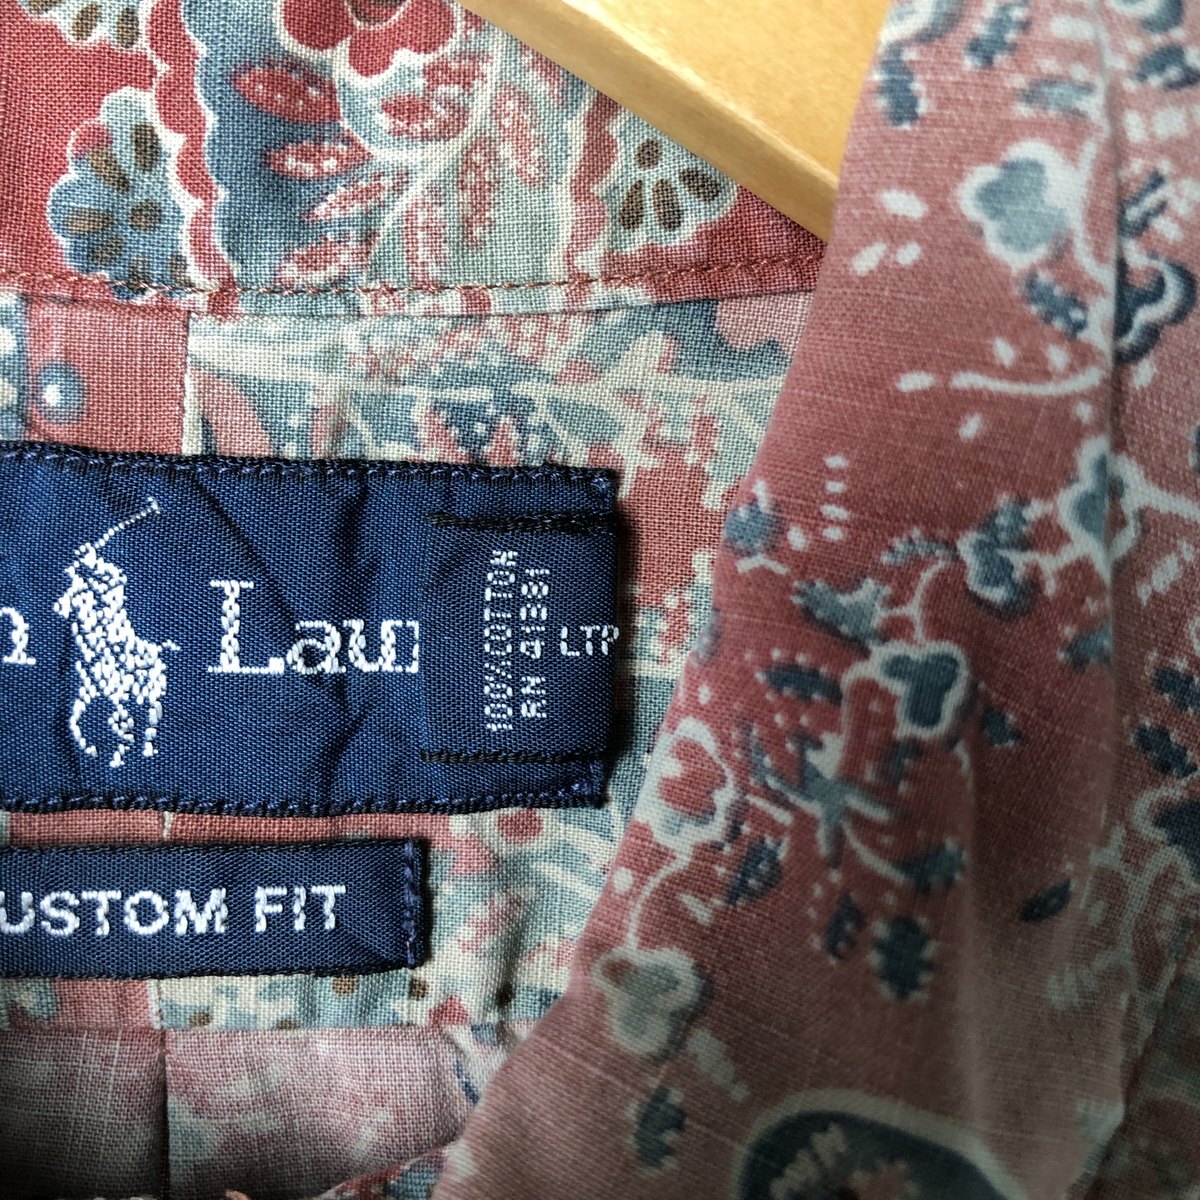 n Lau
100% COTTON
RN 41381
LTP
USTOM FIT